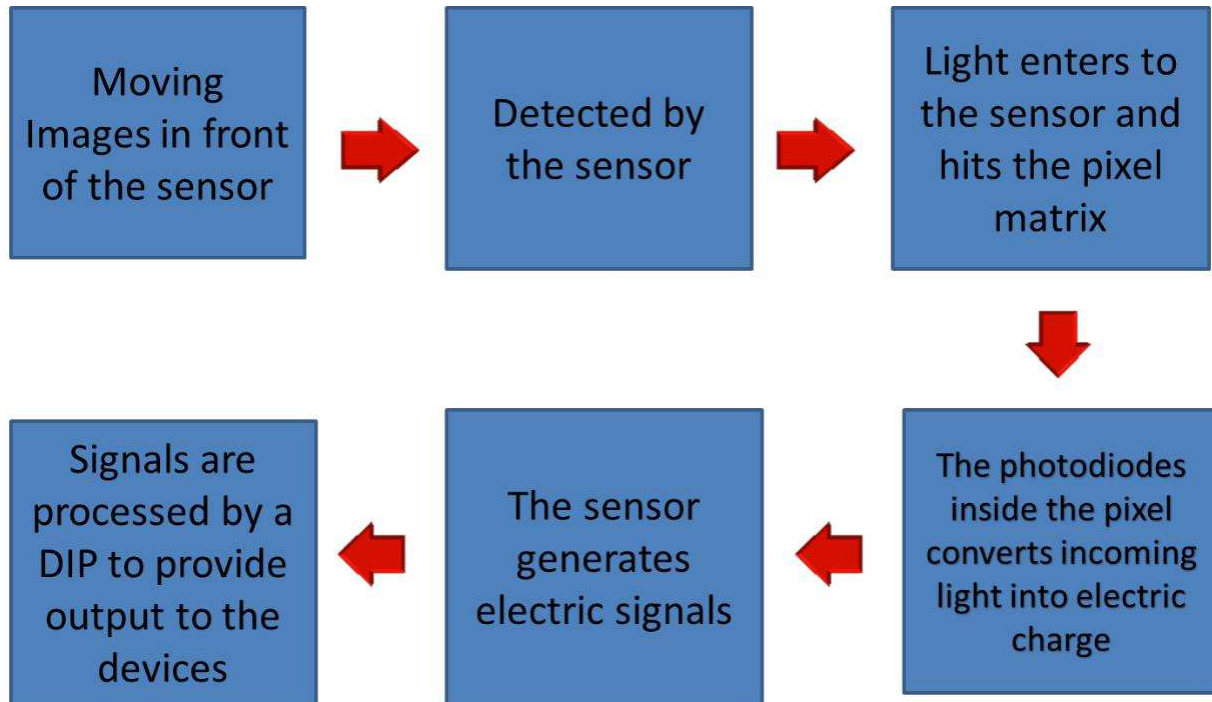 Moving
Images in front
of the sensor
Detected by
the sensor
Light enters to
the sensor and
hits the pixel
matrix
The photodiodes
inside the pixel
converts incoming
light into electric
charge
The sensor
generates
electric signals
Signals are
processed by a
DIP to provide
output to the
devices